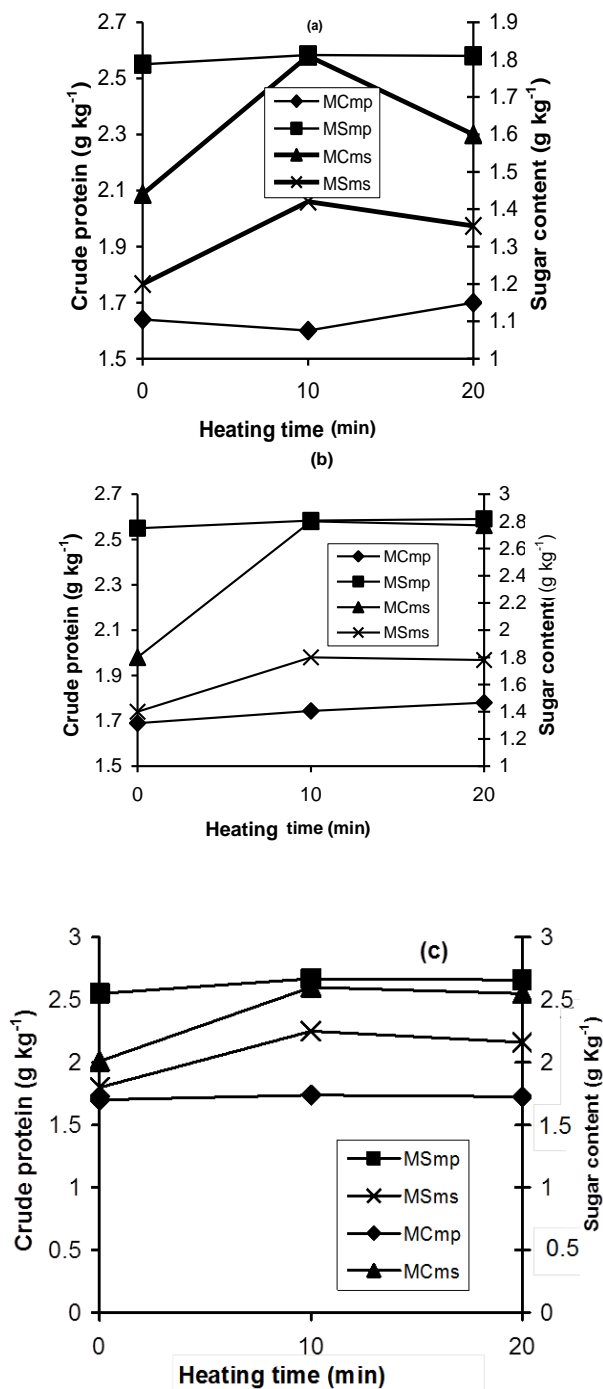 (a)
2.7
2.5
2.3
2.1
1.9
1.7
1.5
Crude protein (g kg⁻¹)
1.9
1.8
1.7
1.6
1.5
1.4
1.3
1.2
1.1
1
Sugar content (g kg⁻¹)
MCmp
MSmp
MCms
MSms
0 10 20
Heating time (min)
(b)
2.7
2.5
2.3
2.1
1.9
1.7
1.5
Crude protein (g kg⁻¹)
3
2.8
2.6
2.4
2.2
2
1.8
1.6
1.4
1.2
1
Sugar content( (g kg⁻¹)
MCmp
MSmp
MCms
MSms
0 10 20
Heating time (min)
(c)
3
2.5
2
1.5
1
0.5
0
Crude protein (g kg⁻¹)
3
2.5
2
1.5
1
0.5
0
Sugar content (g kg⁻¹)
MSmp
MSms
MCmp
MCms
0 10 20
Heating time (min)